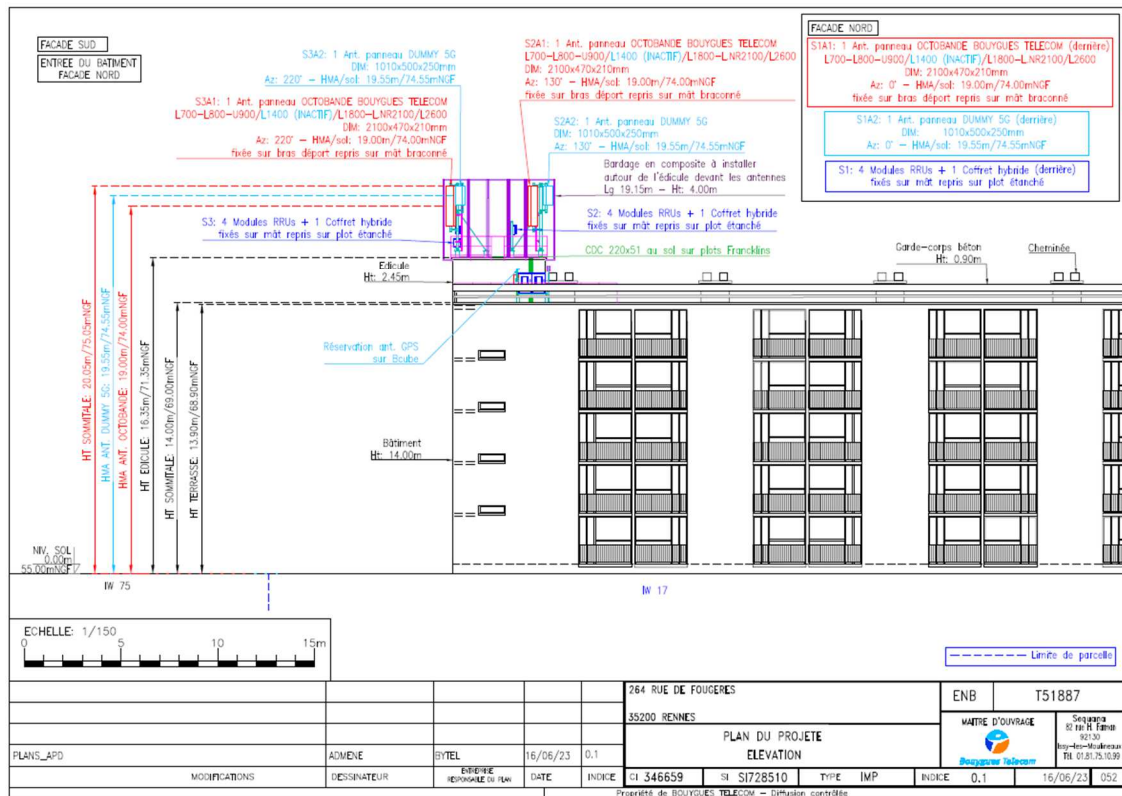 FACADE SUD
ENTREE DU BATIMENT
FACADE NORD
S3A2: 1 Ant. panneau DUMMY 5G
DIM: 1010x500x250mm
Az: 220° – HMA/sol: 19.55m/74.55mNGF
S3A1: 1 Ant. panneau OCTOBANDE BOUYGUES TELECOM
L700-L800-U900/L1400 (INACTIF)/L1800-L.NR2100/L2600
DIM: 2100x470x210mm
Az: 220° – HMA/sol: 19.00m/74.00mNGF
fixée sur bras déport repris sur mât braconné
S2A1: 1 Ant. panneau OCTOBANDE BOUYGUES TELECOM
L700-L800-U900/L1400 (INACTIF)/L1800-L.NR2100/L2600
DIM: 2100x470x210mm
Az: 130° – HMA/sol: 19.00m/74.00mNGF
fixée sur bras déport repris sur mât braconné
S2A2: 1 Ant. panneau DUMMY 5G
DIM: 1010x500x250mm
Az: 130° – HMA/sol: 19.55m/74.55mNGF
Bardage en composite à installer
autour de l'édicule devant les antennes
Lg 19.15m – Ht: 4.00m
FACADE NORD
S1A1: 1 Ant. panneau OCTOBANDE BOUYGUES TELECOM (derrière)
L700-L800-U900/L1400 (INACTIF)/L1800-L.NR2100/L2600
DIM: 2100x470x210mm
Az: 0° – HMA/sol: 19.00m/74.00mNGF
fixée sur bras déport repris sur mât braconné
S1A2: 1 Ant. panneau DUMMY 5G (derrière)
DIM: 1010x500x250mm
Az: 0° – HMA/sol: 19.55m/74.55mNGF
S1: 4 Modules RRUs + 1 Coffret hybride (derrière)
fixés sur mât repris sur plot étanché
S3: 4 Modules RRUs + 1 Coffret hybride
fixés sur mât repris sur plot étanché
S2: 4 Modules RRUs + 1 Coffret hybride
fixés sur mât repris sur plot étanché
CDC 220x51 au sol sur plots Francklins
Edicule
Ht: 2.45m
Garde-corps béton
Ht: 0.90m
Cheminée
Réservation ant. GPS
sur Bcube
Bâtiment
Ht: 14.00m
HT SOMMITALE: 20.05m/75.05mNGF
HMA ANT. DUMMY 5G: 19.55m/74.55mNGF
HMA ANT. OCTOBANDE: 19.00m/74.00mNGF
HT EDICULE: 16.35m/71.35mNGF
HT SOMMITALE: 14.00m/69.00mNGF
HT TERRASSE: 13.90m/68.90mNGF
NIV. SOL
0.00m
55.00mNGF
IW 75
IW 17
ECHELLE: 1/150
0 5 10 15m
Limite de parcelle
264 RUE DE FOUGERES
35200 RENNES
PLAN DU PROJETE
ELEVATION
ENB T51887
MAITRE D'OUVRAGE
Bouygues Telecom
Sequana
82 rue H. Farman
92130
Issy-les-Moulineaux
Tél. 01.81.75.10.99
PLANS_APD ADMENE BYTEL 16/06/23 0.1
MODIFICATIONS DESSINATEUR ENTREPRISE RESPONSABLE DU PLAN DATE INDICE
CI 346659 SI SI728510 TYPE IMP INDICE 0.1 16/06/23 052
Propriété de BOUYGUES TELECOM – Diffusion contrôlée